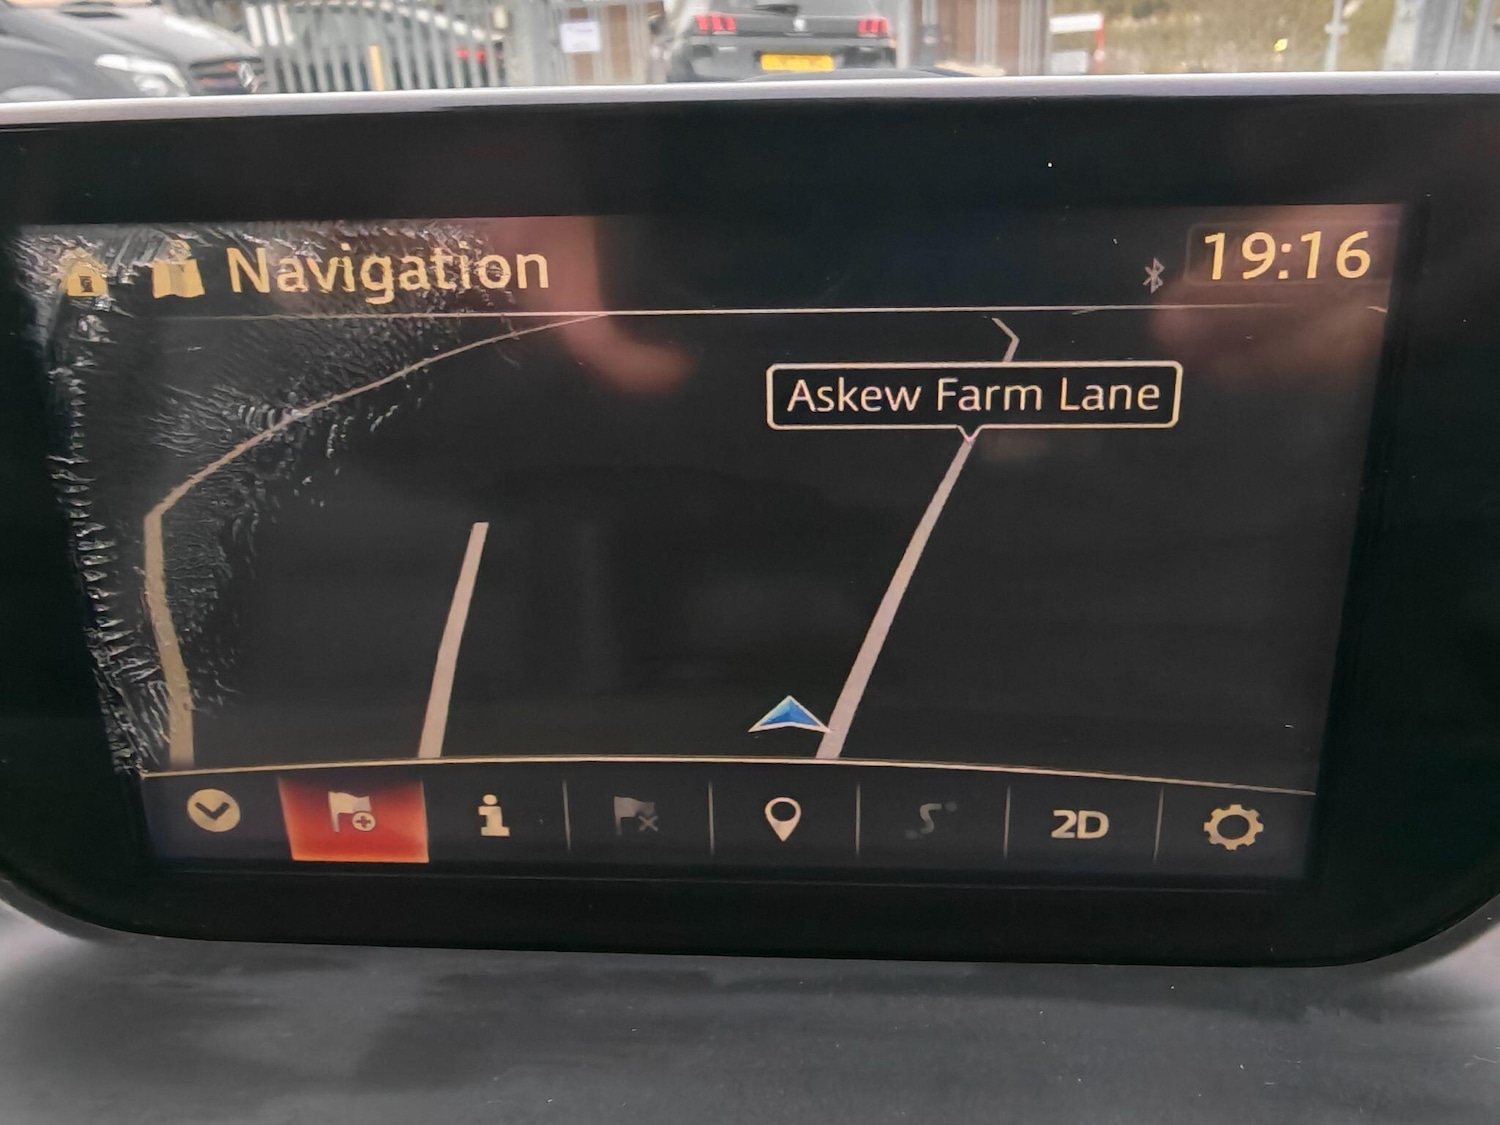 Navigation
19:16
Askew Farm Lane
2D